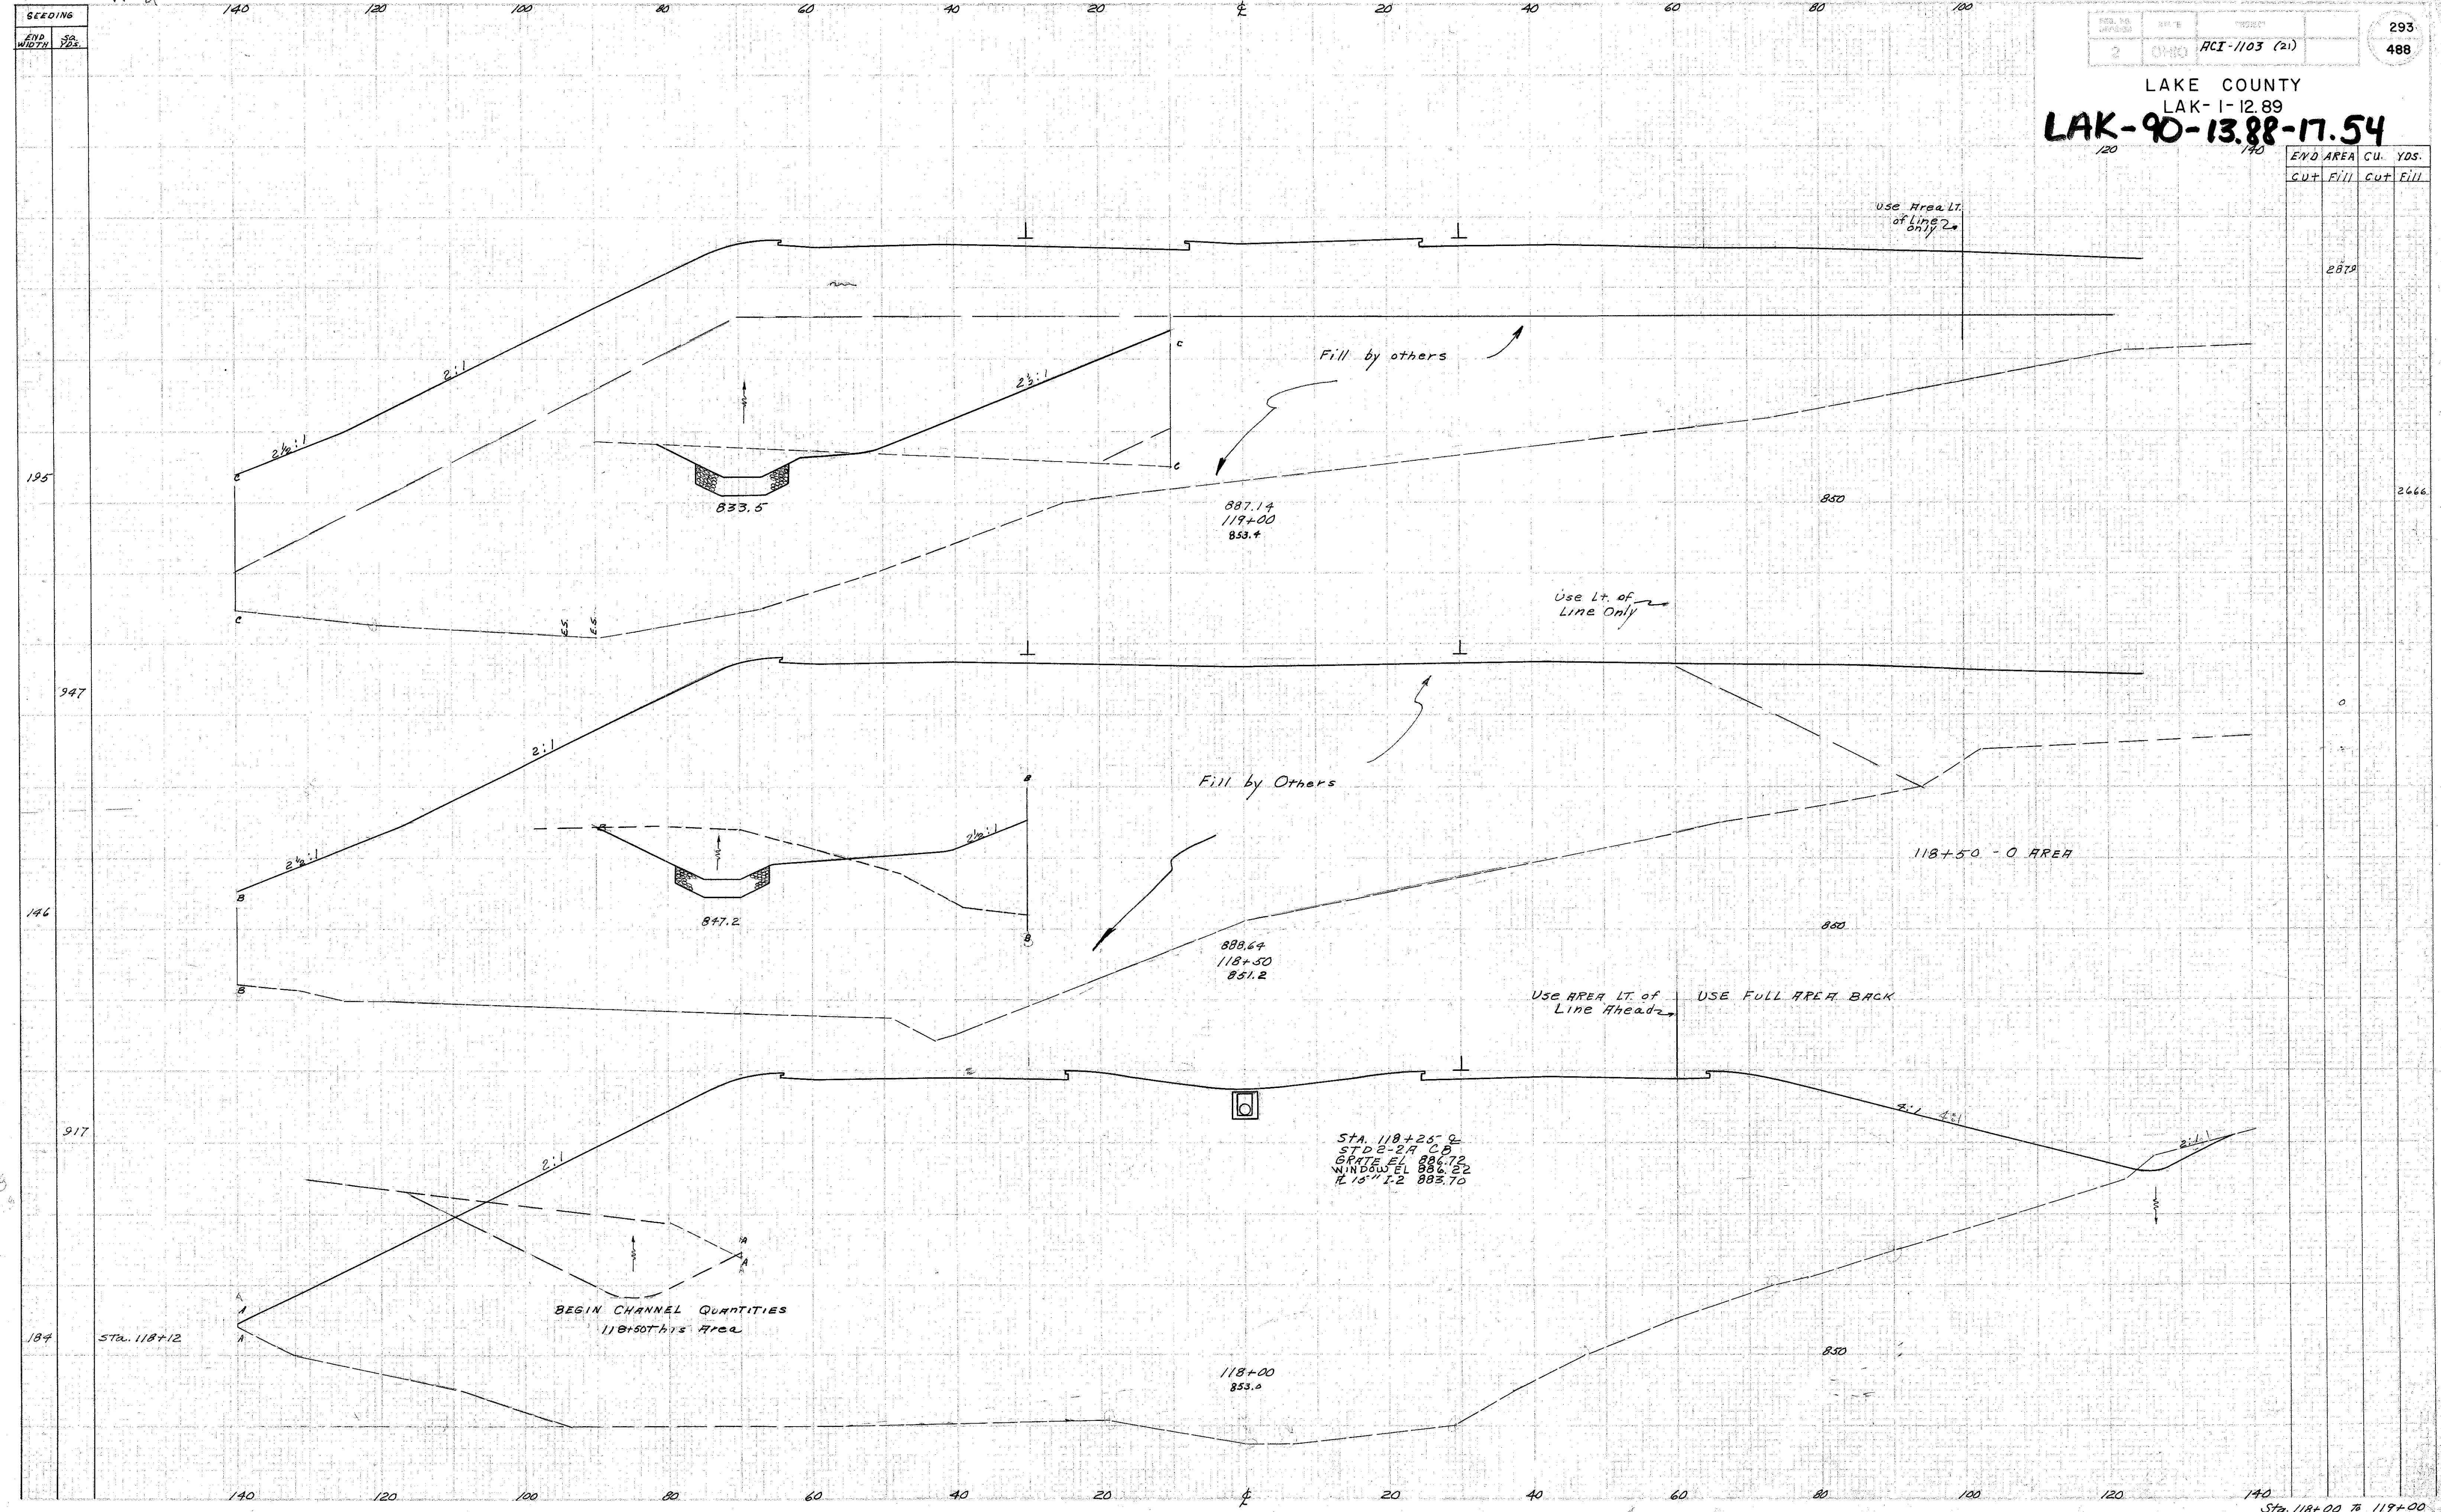 SEEDING
END WIDTH
SQ. YDS.
140 120 100 80 60 40 20 ℄ 20 40 60 80 100
PROJECT
2 OHIO ACI-1103 (21)
293
488
LAKE COUNTY
LAK-1-12.89
LAK-90-13.88-17.54
120 140
END AREA CU. YDS.
Cut Fill Cut Fill
Use Area LT.
of Line
only
2879
2:1
Fill by others
C
2½:1
2½:1
C
C
195
833.5
887.14
119+00
853.4
850
2666
Use Lt. of
Line Only
C
E.S.
E.S.
947
0
2:1
B
Fill by Others
B
2½:1
2½:1
118+50 - 0 AREA
B
146
847.2
B
850
888.64
118+50
851.2
B
Use AREA LT. of
Line Ahead
USE FULL AREA BACK
4:1 4:1
917
STA. 118+25 ℄
STD 2-2A CB
GRATE EL 886.72
WINDOW EL 886.22
℄ 15" I-2 883.70
2:1
2:1
A
A
A
BEGIN CHANNEL QUANTITIES
118+50 This Area
A
A
184
STa. 118+12
850
118+00
853.0
140 120 100 80 60 40 20 ℄ 20 40 60 80 100 120 140
Sta. 118+00 To 119+00